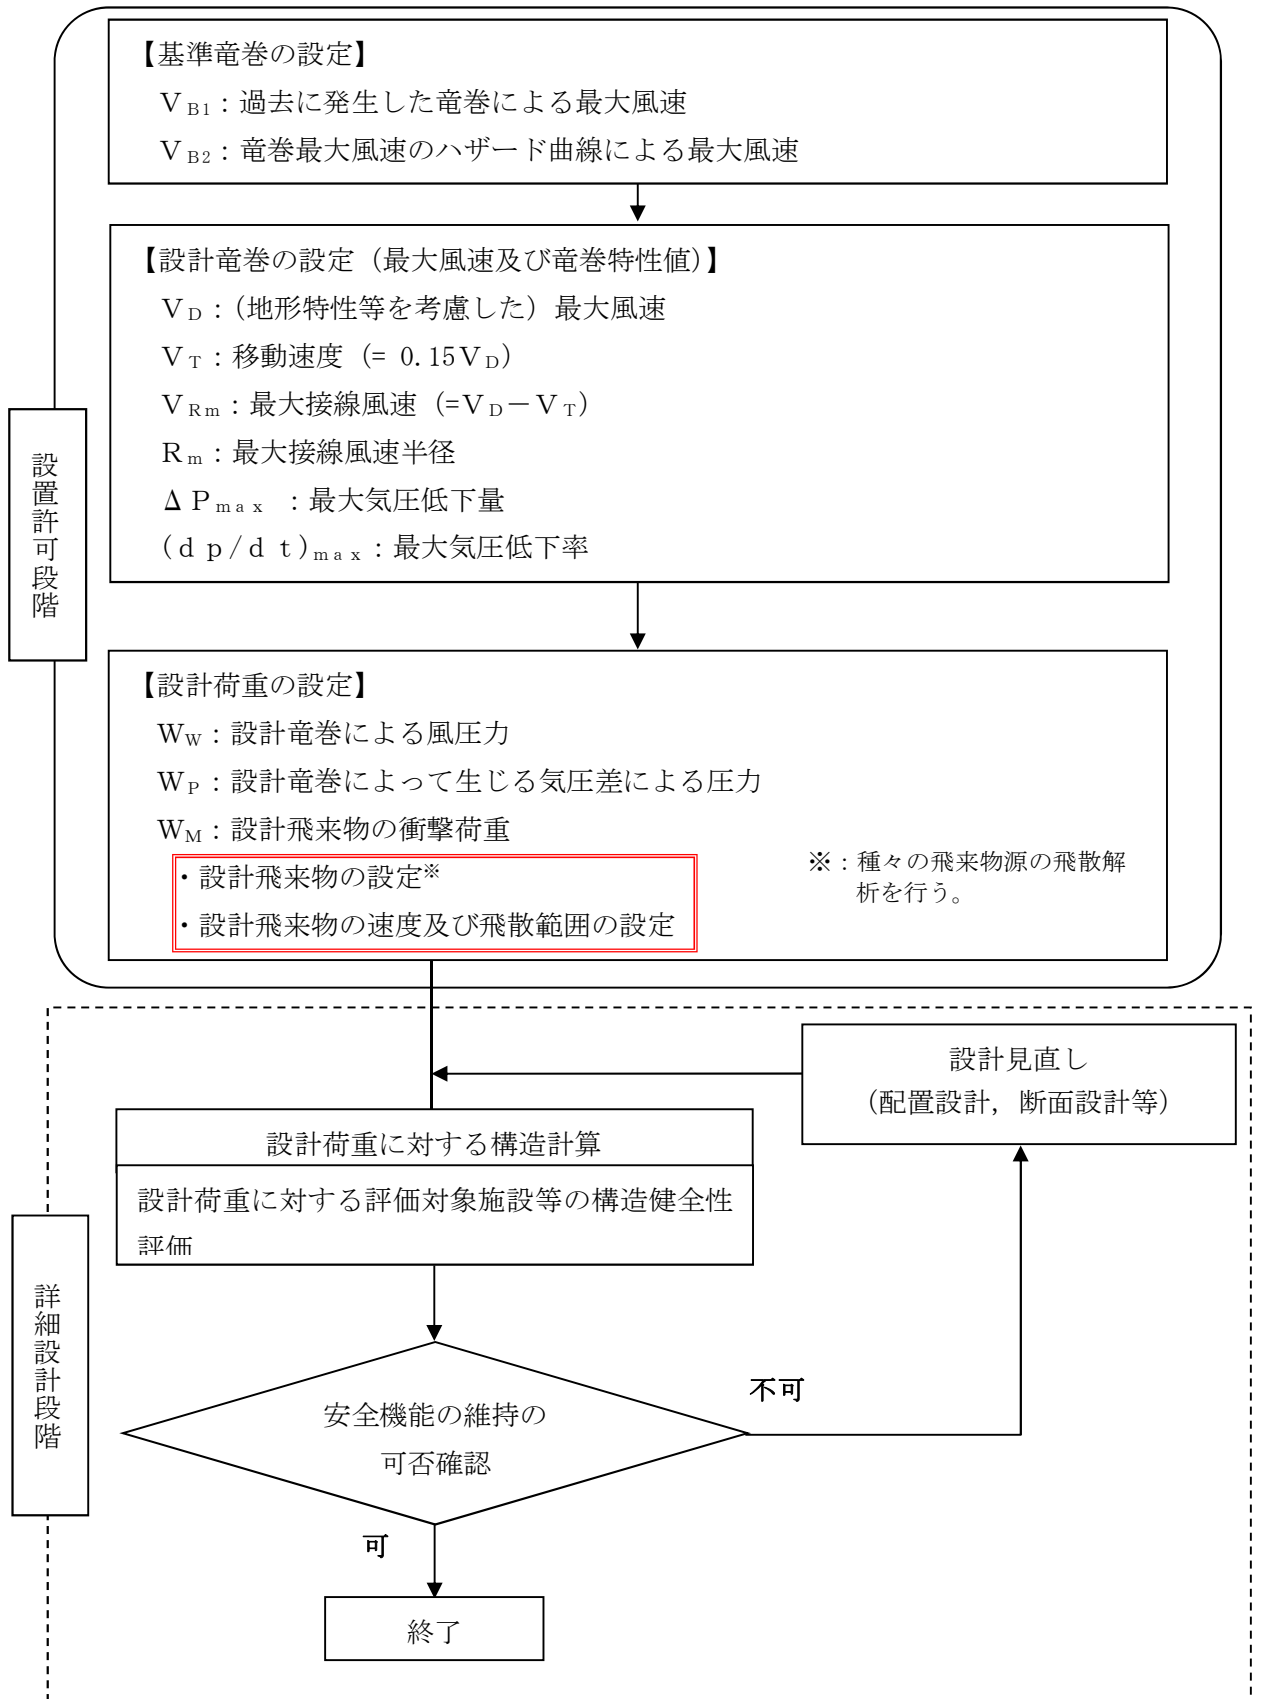 【基準竜巻の設定】
VB1：過去に発生した竜巻による最大風速
VB2：竜巻最大風速のハザード曲線による最大風速
【設計竜巻の設定（最大風速及び竜巻特性値）】
VD：（地形特性等を考慮した）最大風速
VT：移動速度（= 0.15VD）
VRm：最大接線風速（=VD－VT）
Rm：最大接線風速半径
ΔPmax ：最大気圧低下量
(dp/dt)max：最大気圧低下率
設置許可段階
【設計荷重の設定】
WW：設計竜巻による風圧力
WP：設計竜巻によって生じる気圧差による圧力
WM：設計飛来物の衝撃荷重
・設計飛来物の設定※
・設計飛来物の速度及び飛散範囲の設定
※：種々の飛来物源の飛散解
析を行う。
設計見直し
（配置設計，断面設計等）
設計荷重に対する構造計算
設計荷重に対する評価対象施設等の構造健全性
評価
詳細設計段階
安全機能の維持の
可否確認
不可
可
終了